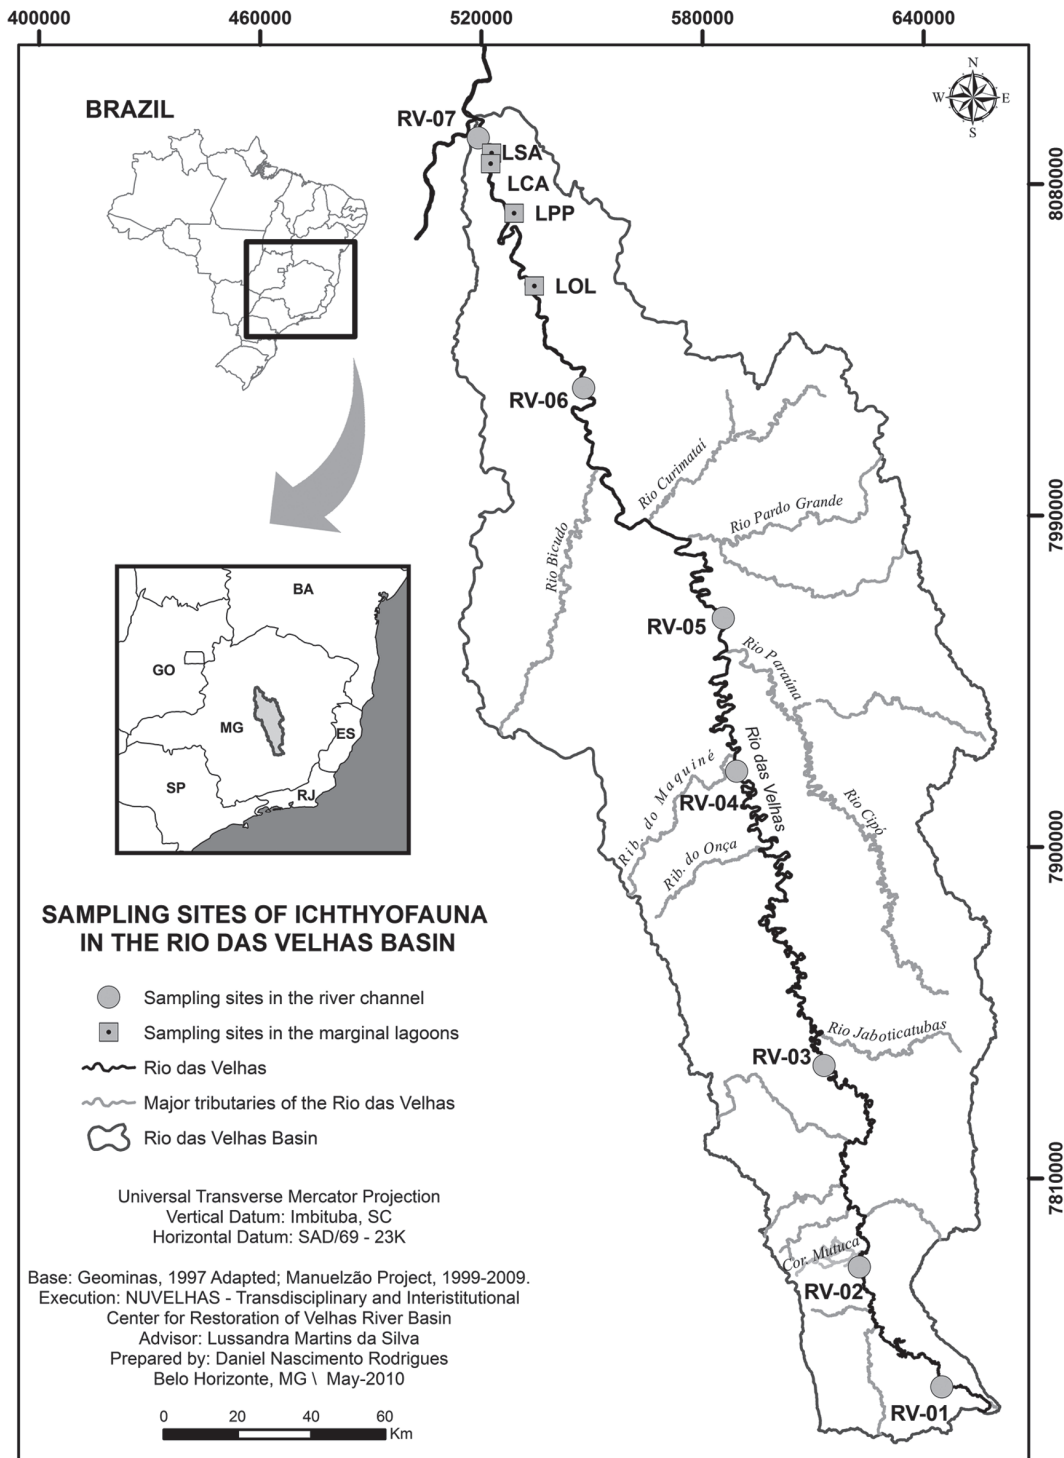 400000 460000 520000 580000 640000
N
W E
S
BRAZIL
RV-07
LSA
LCA
8080000
LPP
LOL
RV-06
Rio Curimataí
Rio Pardo Grande
7990000
Rio Bicudo
RV-05
Rio Paraúna
BA
GO
MG
ES
SP
RJ
Rio das Velhas
Rib. do Maquiné
RV-04
Rio Cipó
Rib. do Onça
7900000
SAMPLING SITES OF ICHTHYOFAUNA
IN THE RIO DAS VELHAS BASIN
Sampling sites in the river channel
Sampling sites in the marginal lagoons
Rio das Velhas
Major tributaries of the Rio das Velhas
Rio das Velhas Basin
Rio Jaboticatubas
RV-03
7810000
Universal Transverse Mercator Projection
Vertical Datum: Imbituba, SC
Horizontal Datum: SAD/69 - 23K
Cor. Mutuca
RV-02
Base: Geominas, 1997 Adapted; Manuelzão Project, 1999-2009.
Execution: NUVELHAS - Transdisciplinary and Interistitutional
Center for Restoration of Velhas River Basin
Advisor: Lussandra Martins da Silva
Prepared by: Daniel Nascimento Rodrigues
Belo Horizonte, MG \ May-2010
RV-01
0 20 40 60
Km